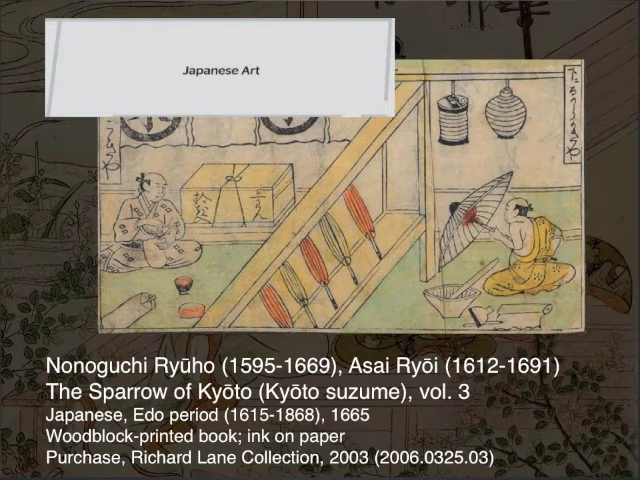 Japanese Art
Nonoguchi Ryūho (1595-1669), Asai Ryōi (1612-1691)
The Sparrow of Kyōto (Kyōto suzume), vol. 3
Japanese, Edo period (1615-1868), 1665
Woodblock-printed book; ink on paper
Purchase, Richard Lane Collection, 2003 (2006.0325.03)